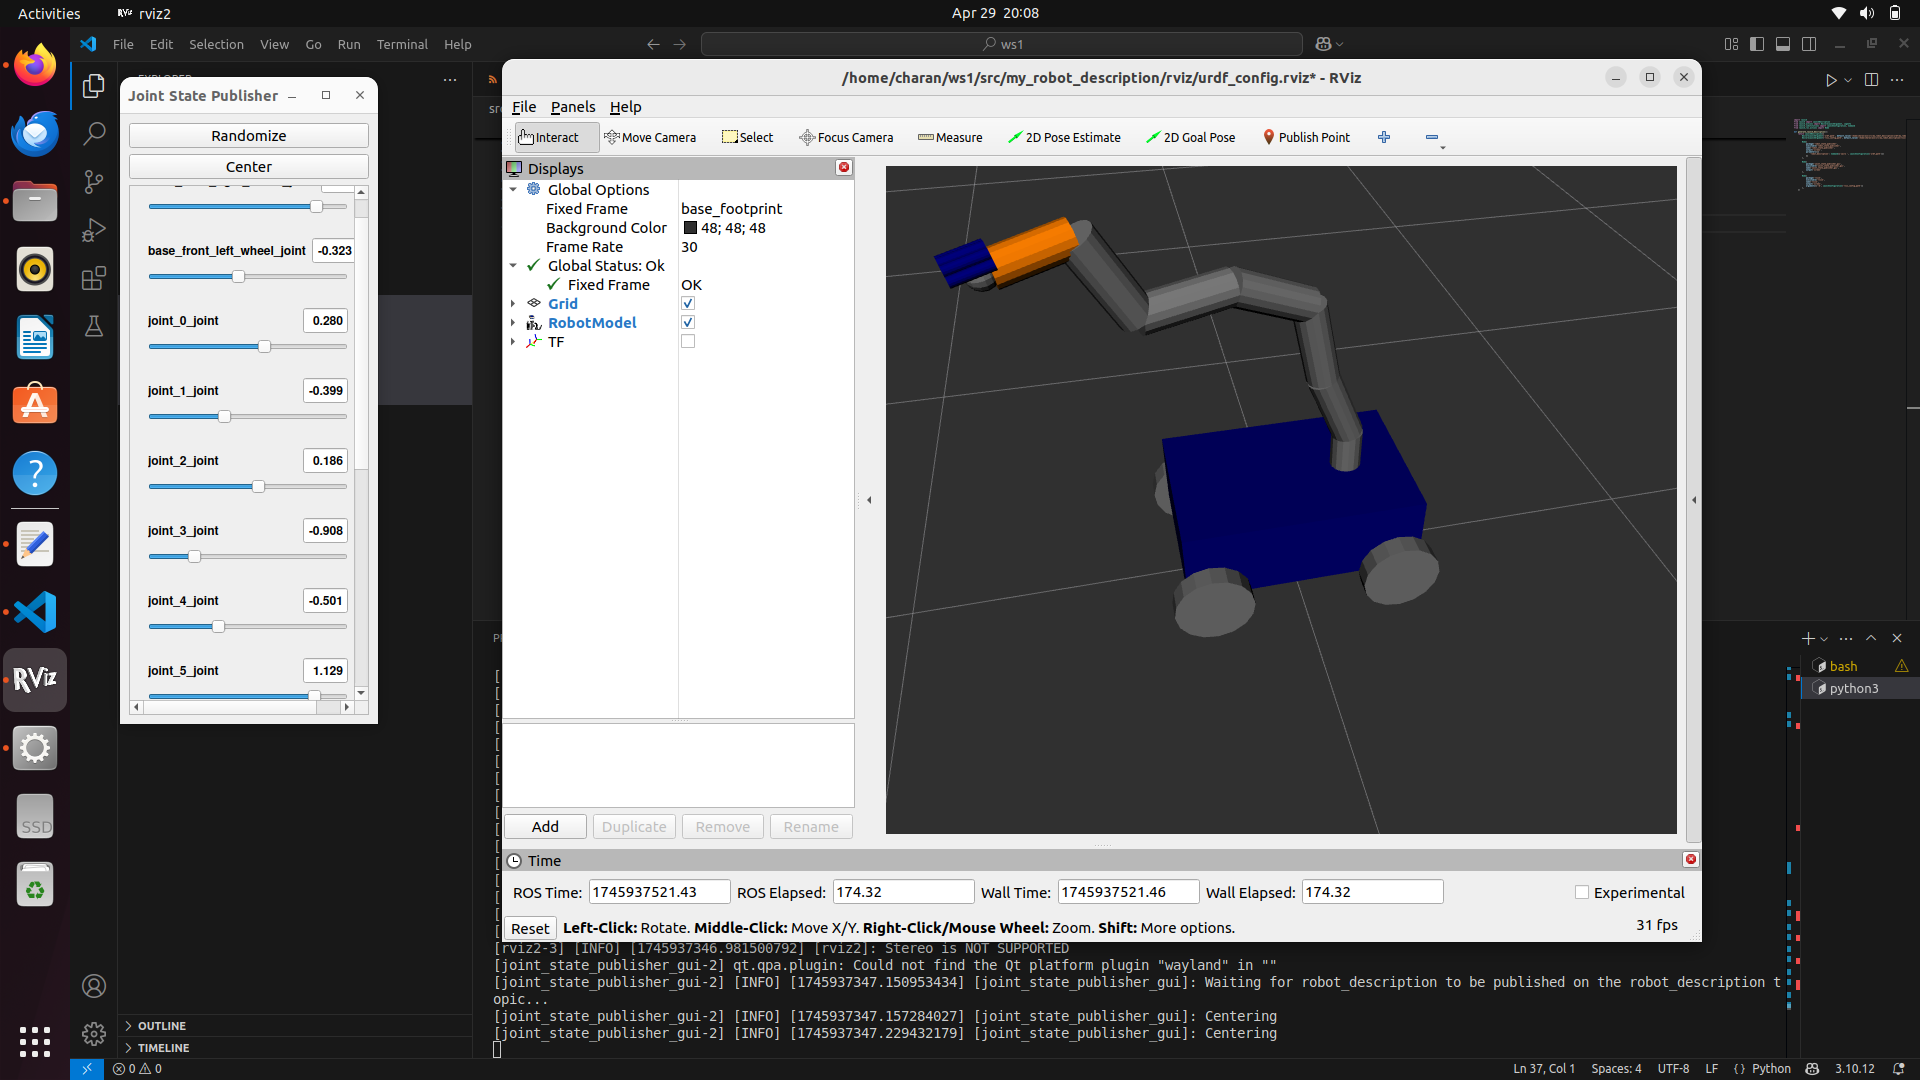 Activities
rviz2
Apr 29 20:08
File Edit Selection View Go Run Terminal Help
ws1
Joint State Publisher
Randomize
Center
base_front_left_wheel_joint -0.323
joint_0_joint 0.280
joint_1_joint -0.399
joint_2_joint 0.186
joint_3_joint -0.908
joint_4_joint -0.501
joint_5_joint 1.129
/home/charan/ws1/src/my_robot_description/rviz/urdf_config.rviz* - RViz
File Panels Help
Interact Move Camera Select Focus Camera Measure 2D Pose Estimate 2D Goal Pose Publish Point
Displays
Global Options
Fixed Frame base_footprint
Background Color 48; 48; 48
Frame Rate 30
Global Status: Ok
Fixed Frame OK
Grid
RobotModel
TF
Add Duplicate Remove Rename
Time
ROS Time: 1745937521.43 ROS Elapsed: 174.32 Wall Time: 1745937521.46 Wall Elapsed: 174.32 Experimental
Reset Left-Click: Rotate. Middle-Click: Move X/Y. Right-Click/Mouse Wheel: Zoom. Shift: More options. 31 fps
bash
python3
[rviz2-3] [INFO] [1745937346.981500792] [rviz2]: Stereo is NOT SUPPORTED
[joint_state_publisher_gui-2] qt.qpa.plugin: Could not find the Qt platform plugin "wayland" in ""
[joint_state_publisher_gui-2] [INFO] [1745937347.150953434] [joint_state_publisher_gui]: Waiting for robot_description to be published on the robot_description t
opic...
[joint_state_publisher_gui-2] [INFO] [1745937347.157284027] [joint_state_publisher_gui]: Centering
[joint_state_publisher_gui-2] [INFO] [1745937347.229432179] [joint_state_publisher_gui]: Centering
OUTLINE
TIMELINE
RViz
SSD
0 0
Ln 37, Col 1 Spaces: 4 UTF-8 LF { } Python 3.10.12